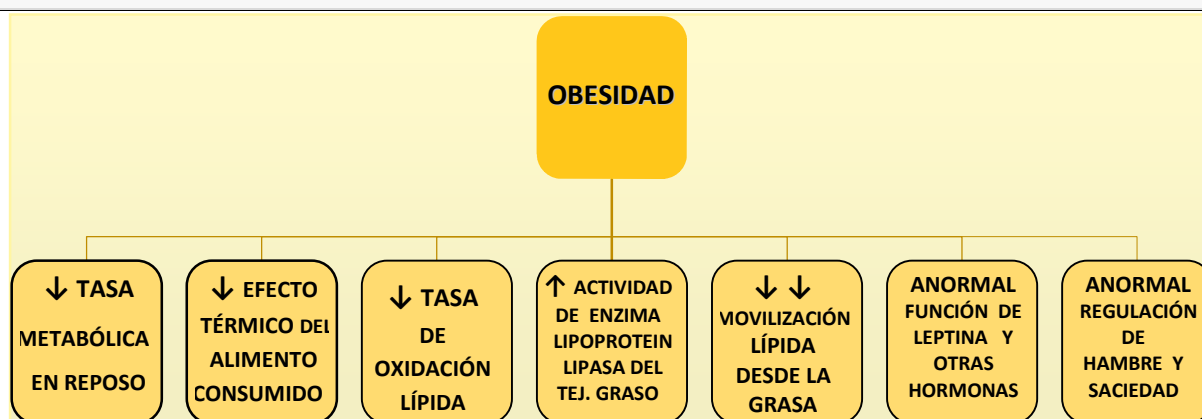 OBESIDAD
↓ TASA
METABÓLICA
EN REPOSO
↓ EFECTO
TÉRMICO DEL
ALIMENTO
CONSUMIDO
↓ TASA
DE
OXIDACIÓN
LÍPIDA
↑ ACTIVIDAD
DE ENZIMA
LIPOPROTEIN
LIPASA DEL
TEJ. GRASO
↓ ↓
MOVILIZACIÓN
LÍPIDA
DESDE LA
GRASA
ANORMAL
FUNCIÓN DE
LEPTINA Y
OTRAS
HORMONAS
ANORMAL
REGULACIÓN
DE
HAMBRE Y
SACIEDAD